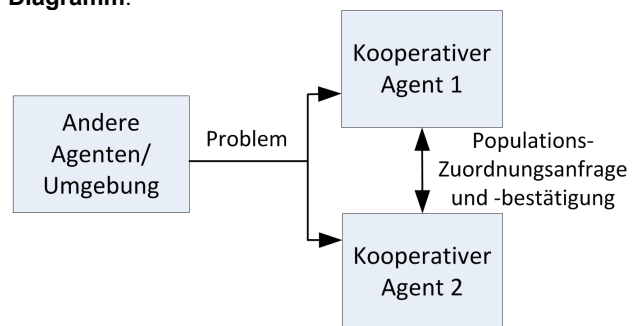 Diagramm:
Kooperativer
Agent 1
Andere
Agenten/
Umgebung
Problem
Populations-
Zuordnungsanfrage
und -bestätigung
Kooperativer
Agent 2